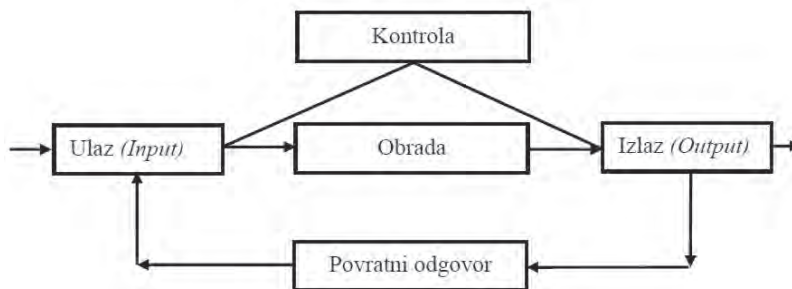 Kontrola
Ulaz (Input)
Obrada
Izlaz (Output)
Povratni odgovor